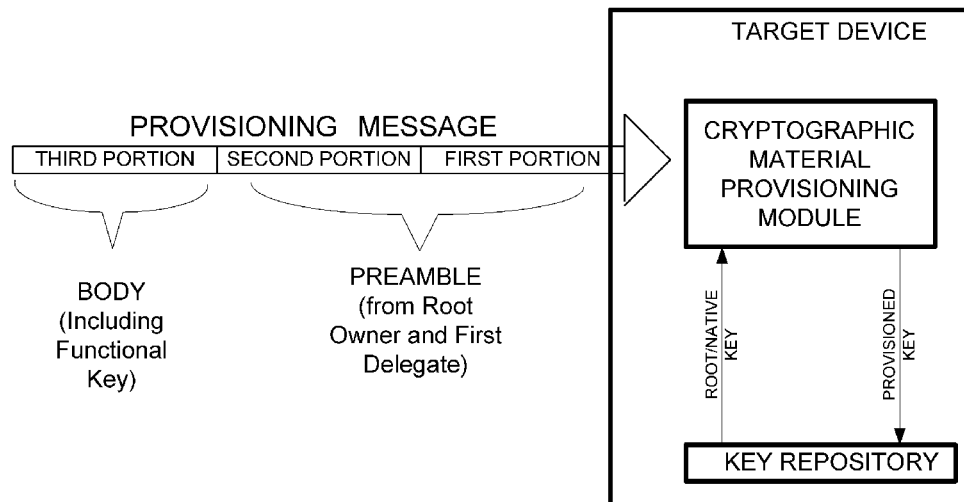 TARGET DEVICE
PROVISIONING MESSAGE
THIRD PORTION
SECOND PORTION
FIRST PORTION
CRYPTOGRAPHIC
MATERIAL
PROVISIONING
MODULE
BODY
(Including
Functional
Key)
PREAMBLE
(from Root
Owner and First
Delegate)
ROOT/NATIVE
KEY
PROVISIONED
KEY
KEY REPOSITORY